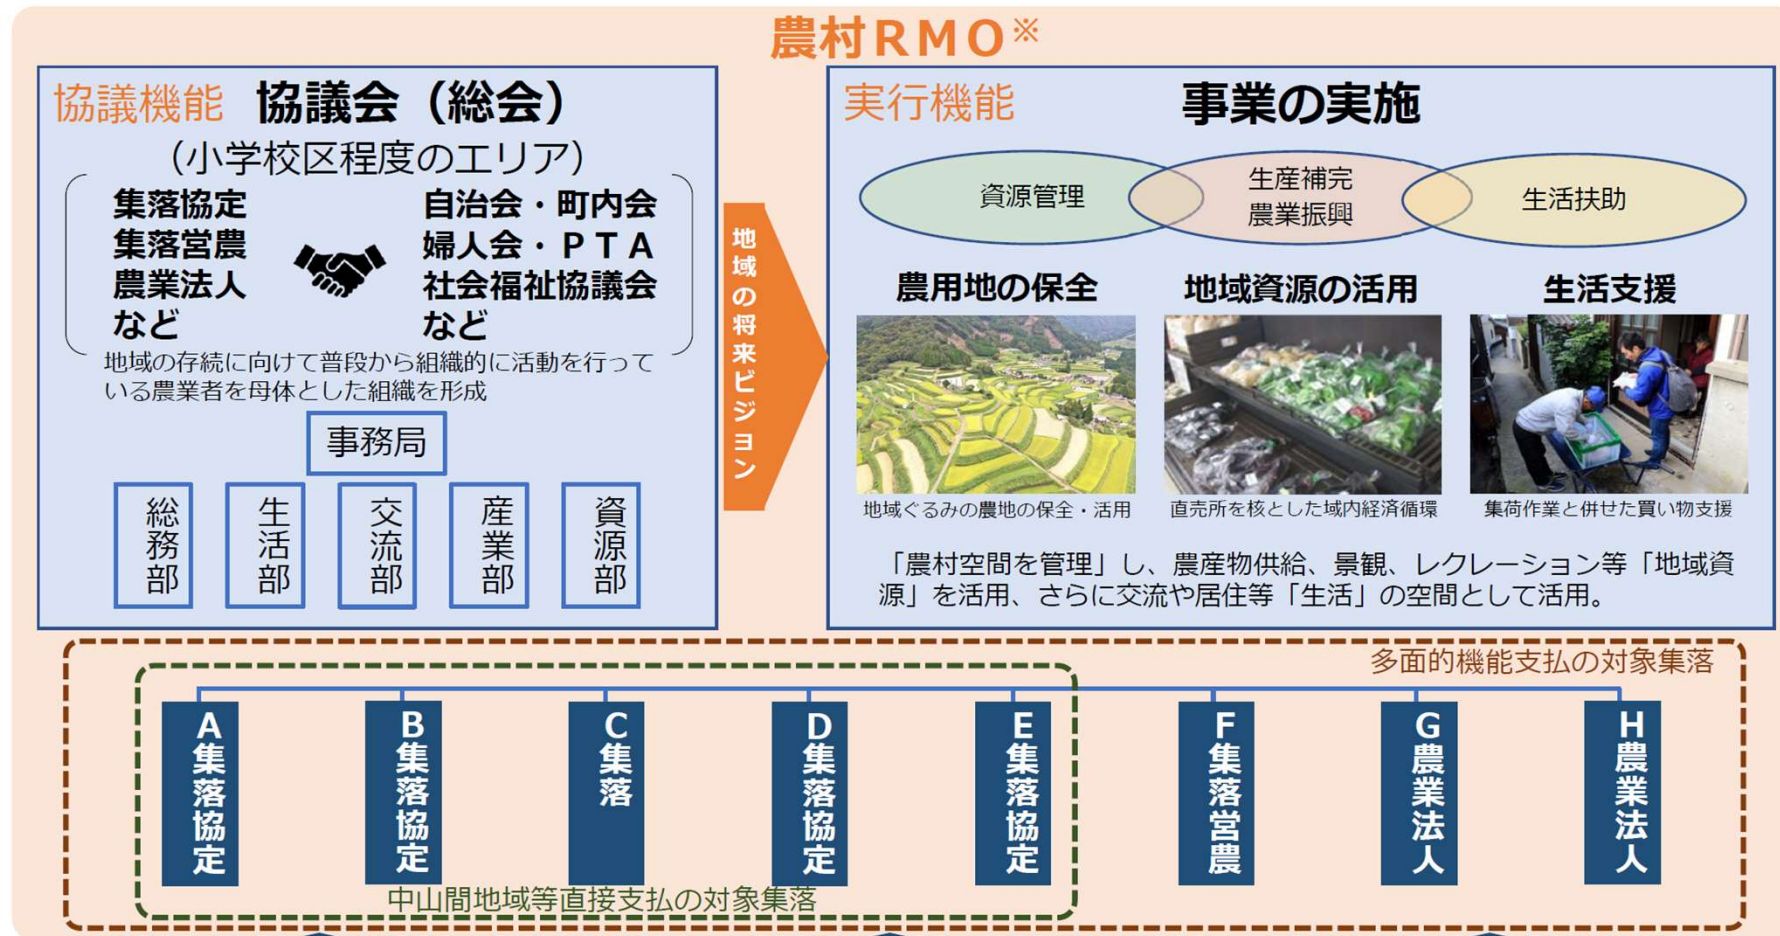 農村ＲＭＯ※
協議機能 協議会（総会）
（小学校区程度のエリア）
集落協定
集落営農
農業法人
など
自治会・町内会
婦人会・ＰＴＡ
社会福祉協議会
など
地域の存続に向けて普段から組織的に活動を行って
いる農業者を母体とした組織を形成
事務局
総務部
生活部
交流部
産業部
資源部
地域の将来ビジョン
実行機能 事業の実施
資源管理
生産補完
農業振興
生活扶助
農用地の保全
地域資源の活用
生活支援
地域ぐるみの農地の保全・活用
直売所を核とした域内経済循環
集荷作業と併せた買い物支援
「農村空間を管理」し、農産物供給、景観、レクレーション等「地域資
源」を活用、さらに交流や居住等「生活」の空間として活用。
多面的機能支払の対象集落
A集落協定
B集落協定
C集落
D集落協定
E集落協定
F集落営農
G農業法人
H農業法人
中山間地域等直接支払の対象集落